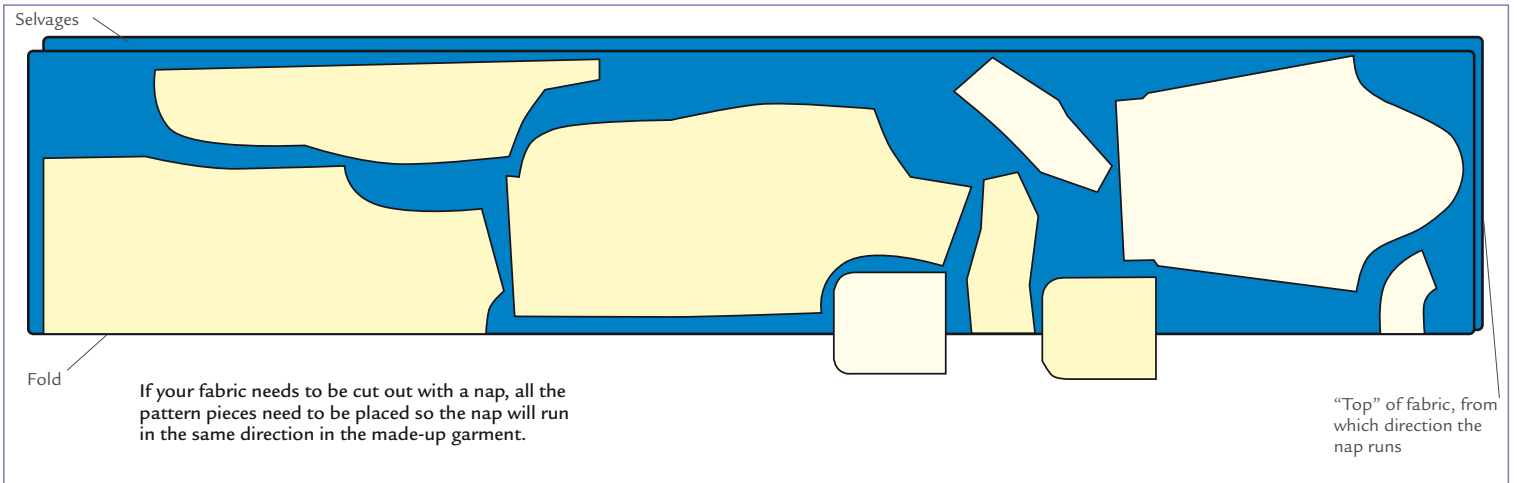 Selvages
Fold
If your fabric needs to be cut out with a nap, all the
pattern pieces need to be placed so the nap will run
in the same direction in the made-up garment.
“Top” of fabric, from
which direction the
nap runs